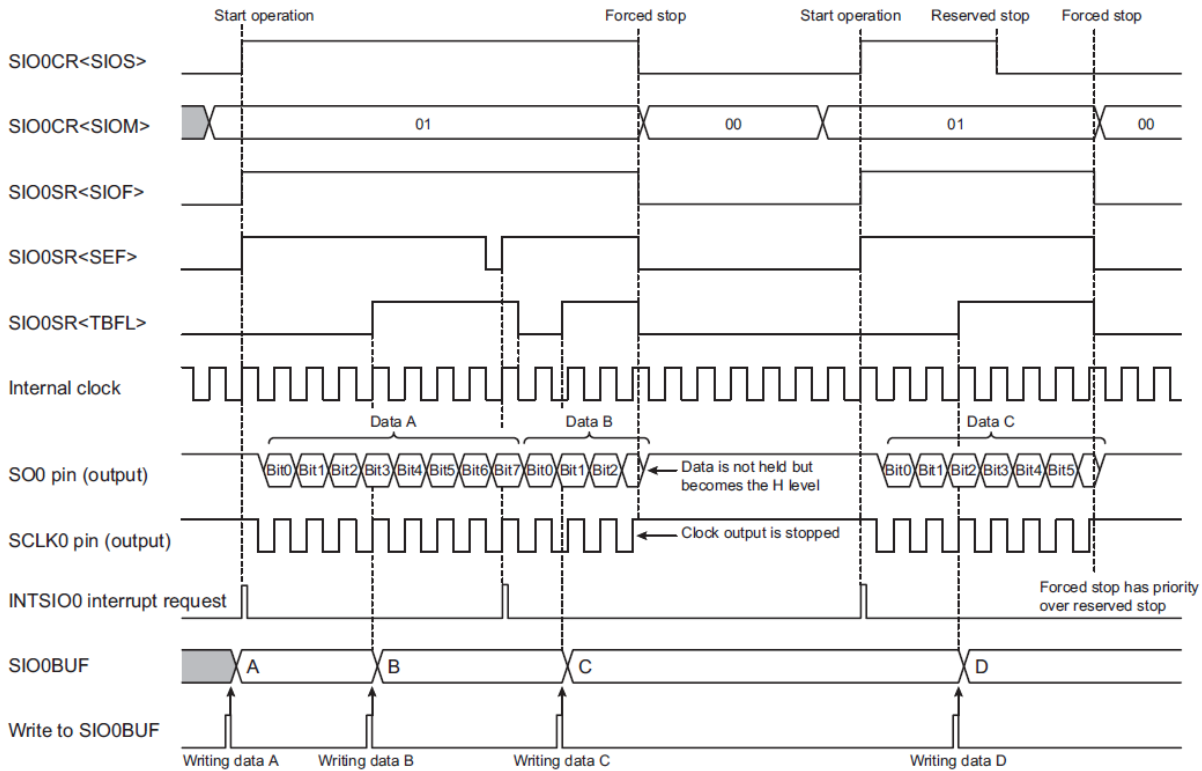 Start operation Forced stop Start operation Reserved stop Forced stop
SIO0CR<SIOS>
SIO0CR<SIOM> 01 00 01 00
SIO0SR<SIOF>
SIO0SR<SEF>
SIO0SR<TBFL>
Internal clock
Data A Data B Data C
SO0 pin (output) Bit0 Bit1 Bit2 Bit3 Bit4 Bit5 Bit6 Bit7 Bit0 Bit1 Bit2 Data is not held but Bit0 Bit1 Bit2 Bit3 Bit4 Bit5
becomes the H level
SCLK0 pin (output) Clock output is stopped
INTSIO0 interrupt request Forced stop has priority
over reserved stop
SIO0BUF A B C D
Write to SIO0BUF
Writing data A Writing data B Writing data C Writing data D